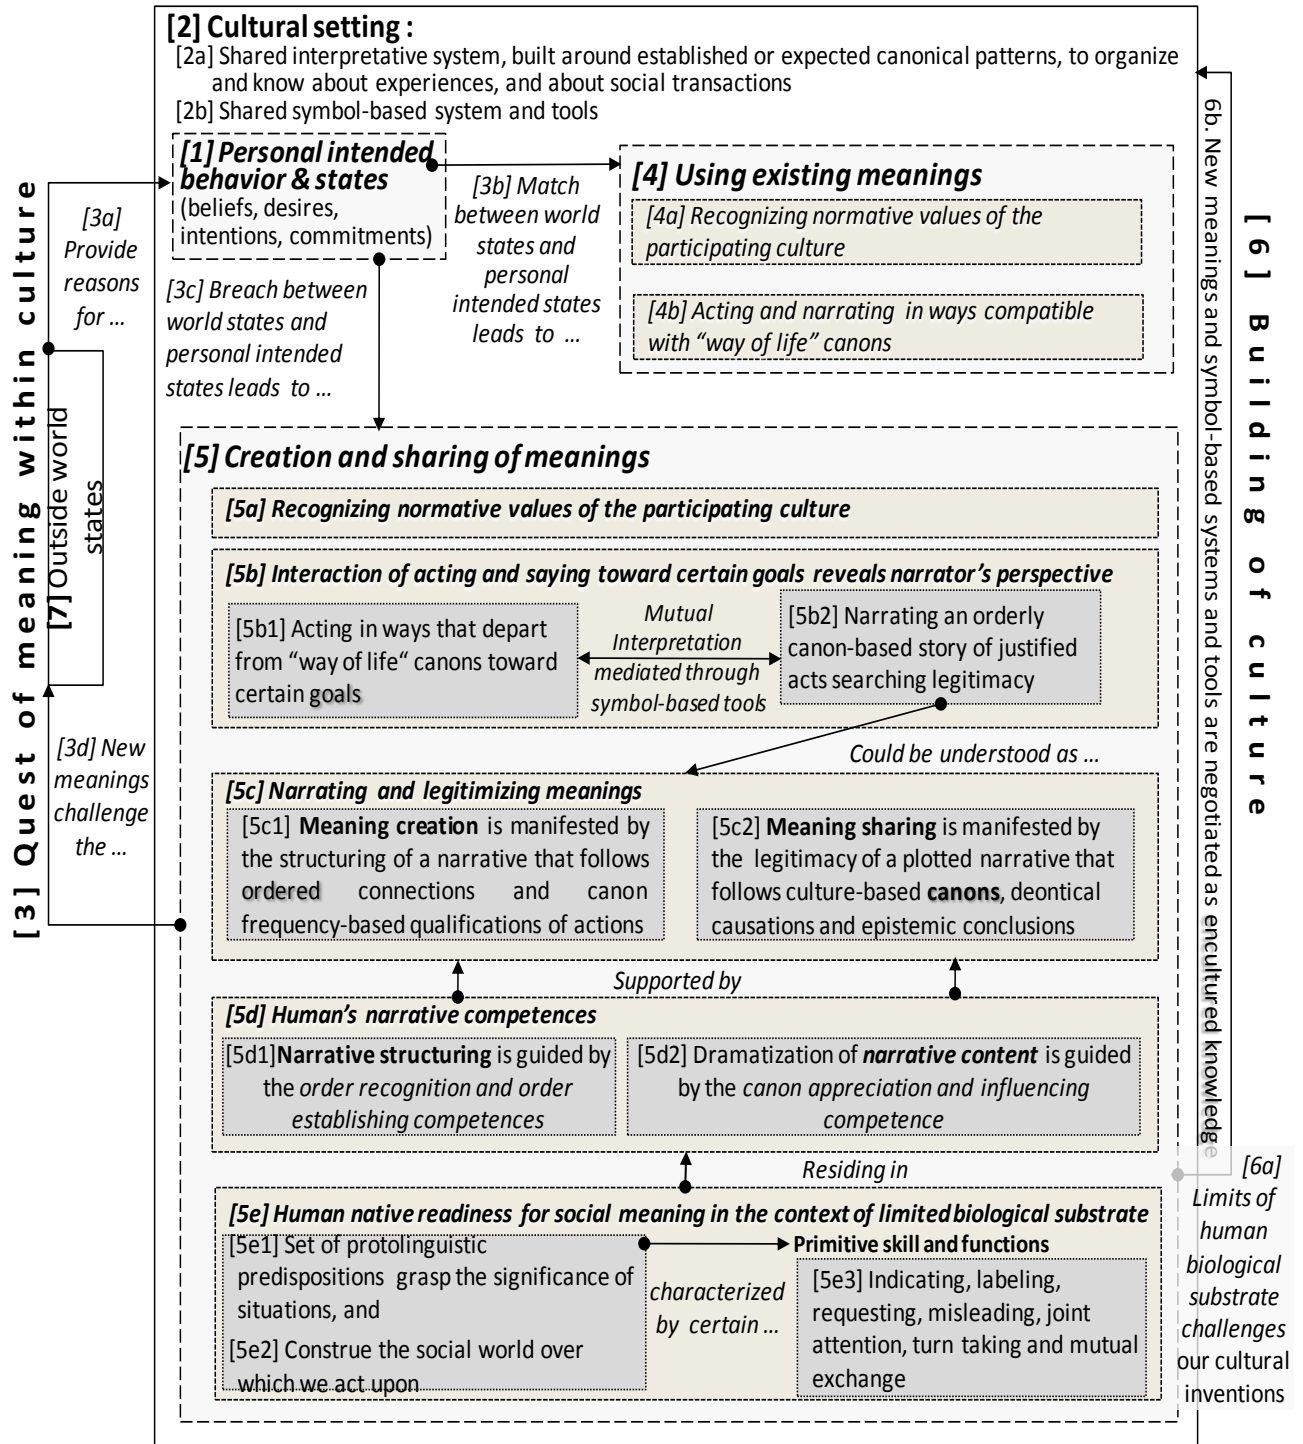 [2] Cultural setting :
[2a] Shared interpretative system, built around established or expected canonical patterns, to organize
and know about experiences, and about social transactions
[2b] Shared symbol-based system and tools
[1] Personal intended
behavior & states
(beliefs, desires,
intentions, commitments)
[3a]
Provide
reasons
for ...
[3b] Match
between world
states and
personal
intended states
leads to ...
[4] Using existing meanings
[4a] Recognizing normative values of the
participating culture
[4b] Acting and narrating in ways compatible
with “way of life” canons
[3c] Breach between
world states and
personal intended
states leads to ...
[3] Quest of meaning within culture
[7] Outside world
states
[3d] New
meanings
challenge
the ...
[5] Creation and sharing of meanings
[5a] Recognizing normative values of the participating culture
[5b] Interaction of acting and saying toward certain goals reveals narrator’s perspective
[5b1] Acting in ways that depart
from “way of life“ canons toward
certain goals
Mutual
Interpretation
mediated through
symbol-based tools
[5b2] Narrating an orderly
canon-based story of justified
acts searching legitimacy
Could be understood as ...
[5c] Narrating and legitimizing meanings
[5c1] Meaning creation is manifested by
the structuring of a narrative that follows
ordered connections and canon
frequency-based qualifications of actions
[5c2] Meaning sharing is manifested by
the legitimacy of a plotted narrative that
follows culture-based canons, deontical
causations and epistemic conclusions
Supported by
[5d] Human’s narrative competences
[5d1]Narrative structuring is guided by
the order recognition and order
establishing competences
[5d2] Dramatization of narrative content is guided
by the canon appreciation and influencing
competence
Residing in
[5e] Human native readiness for social meaning in the context of limited biological substrate
[5e1] Set of protolinguistic
predispositions grasp the significance of
situations, and
[5e2] Construe the social world over
which we act upon
characterized
by certain ...
Primitive skill and functions
[5e3] Indicating, labeling,
requesting, misleading, joint
attention, turn taking and mutual
exchange
6b. New meanings and symbol-based systems and tools are negotiated as encultured knowledge
[6] Building of culture
[6a]
Limits of
human
biological
substrate
challenges
our cultural
inventions